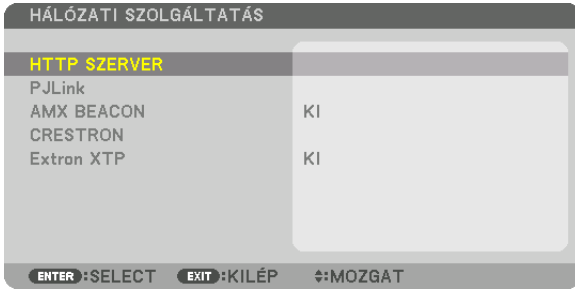 HÁLÓZATI SZOLGÁLTATÁS
HTTP SZERVER
PJLink
AMX BEACON KI
CRESTRON
Extron XTP KI
ENTER :SELECT EXIT :KILÉP :MOZGAT